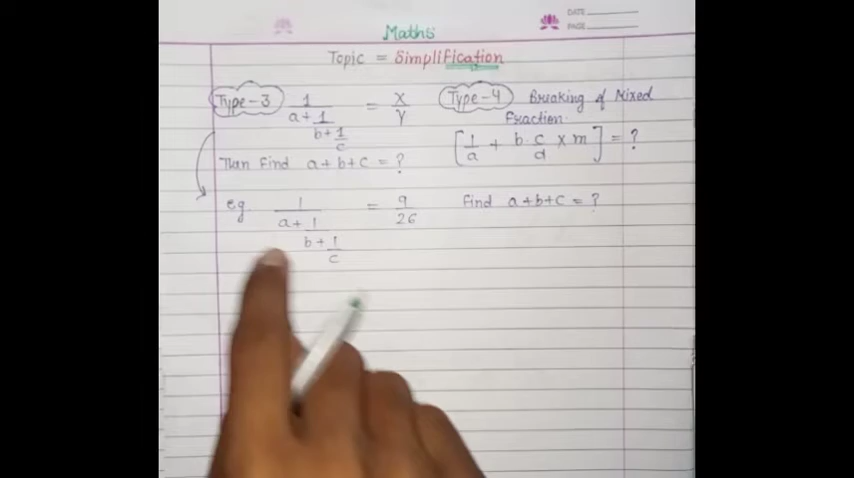 DATE
PAGE
Maths
Topic = Simplification
Type-3 1/(a+1/(b+1/c)) = X/Y
Than find a+b+c = ?
eg. 1/(a+1/(b+1/c)) = 9/26 Find a+b+c = ?
Type-4 Breaking of Mixed
Fraction
[1/a + b c/d × m] = ?